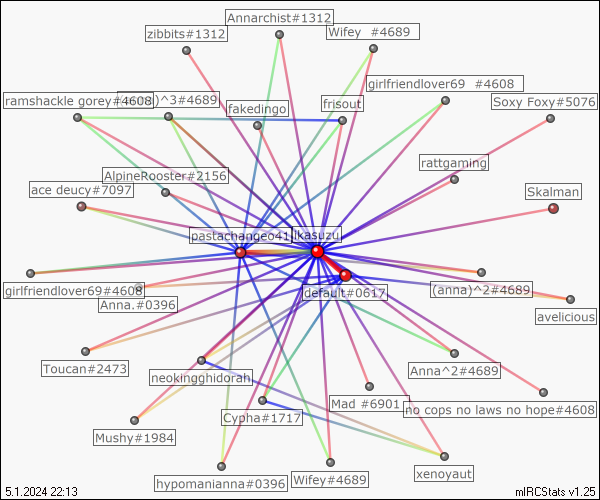 Annarchist#1312
zibbits#1312
Wifey #4689
girlfriendlover69 #4608
ramshackle gorey#4608
)^3#4689
fakedingo
frisout
Soxy Foxy#5076
rattgaming
AlpineRooster#2156
ace deucy#7097
Skalman
pastachangeo41
ikasuzu
girlfriendlover69#4608
Anna.#0396
default#0617
(anna)^2#4689
avelicious
Toucan#2473
neokingghidorah
Anna^2#4689
Mad #6901
no cops no laws no hope#4608
Cypha#1717
Mushy#1984
hypomanianna#0396
Wifey#4689
xenoyaut
5.1.2024 22:13
mIRCStats v1.25